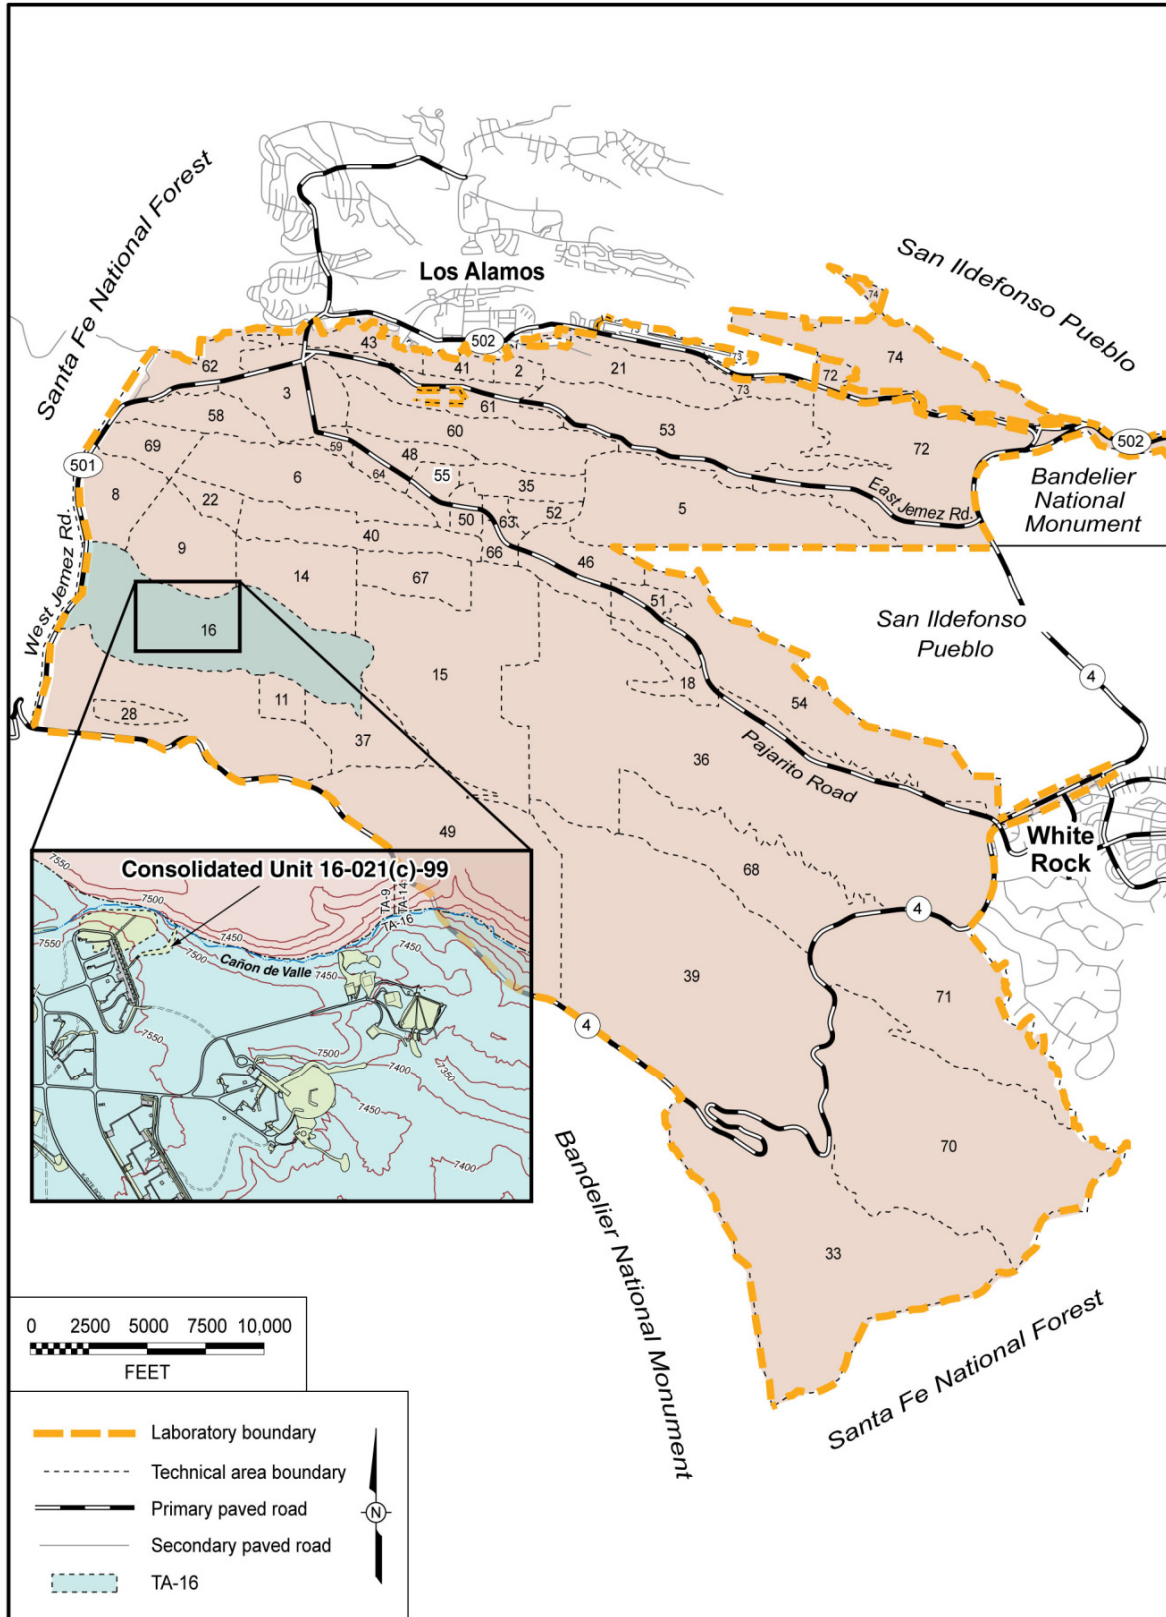 Santa Fe National Forest
Los Alamos
San Ildefonso
Pueblo
74
502
43
74
73
62
41
2
21
72
3
73
58
61
53
60
72
502
69
59
48
501
6
64
55
Bandelier
National
Monument
8
22
35
5
East Jemez Rd.
50
63
52
9
40
66
46
14
67
51
West Jemez Rd.
16
San Ildefonso
Pueblo
15
4
18
54
11
28
37
36
Pajarito Road
49
White
Rock
68
Consolidated Unit 16-021(c)-99
7550
7500
7450
TA-9
TA-14
TA-16
7550
7500
Cañon de Valle
7450
7450
7550
7500
7400
7350
7450
7400
4
39
71
4
70
33
Bandelier National Monument
Santa Fe National Forest
0 2500 5000 7500 10,000
FEET
Laboratory boundary
Technical area boundary
Primary paved road
N
Secondary paved road
TA-16